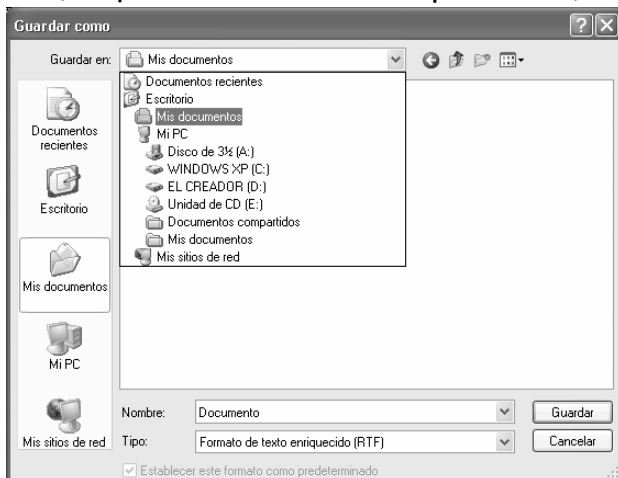 Guardar como
Guardar en: Mis documentos
Documentos recientes
Escritorio
Mis documentos
Mi PC
Disco de 3½ (A:)
WINDOWS XP (C:)
EL CREADOR (D:)
Unidad de CD (E:)
Documentos compartidos
Mis documentos
Mis sitios de red
Documentos
recientes
Escritorio
Mis documentos
Mi PC
Mis sitios de red
Nombre: Documento Guardar
Tipo: Formato de texto enriquecido (RTF) Cancelar
Establecer este formato como predeterminado